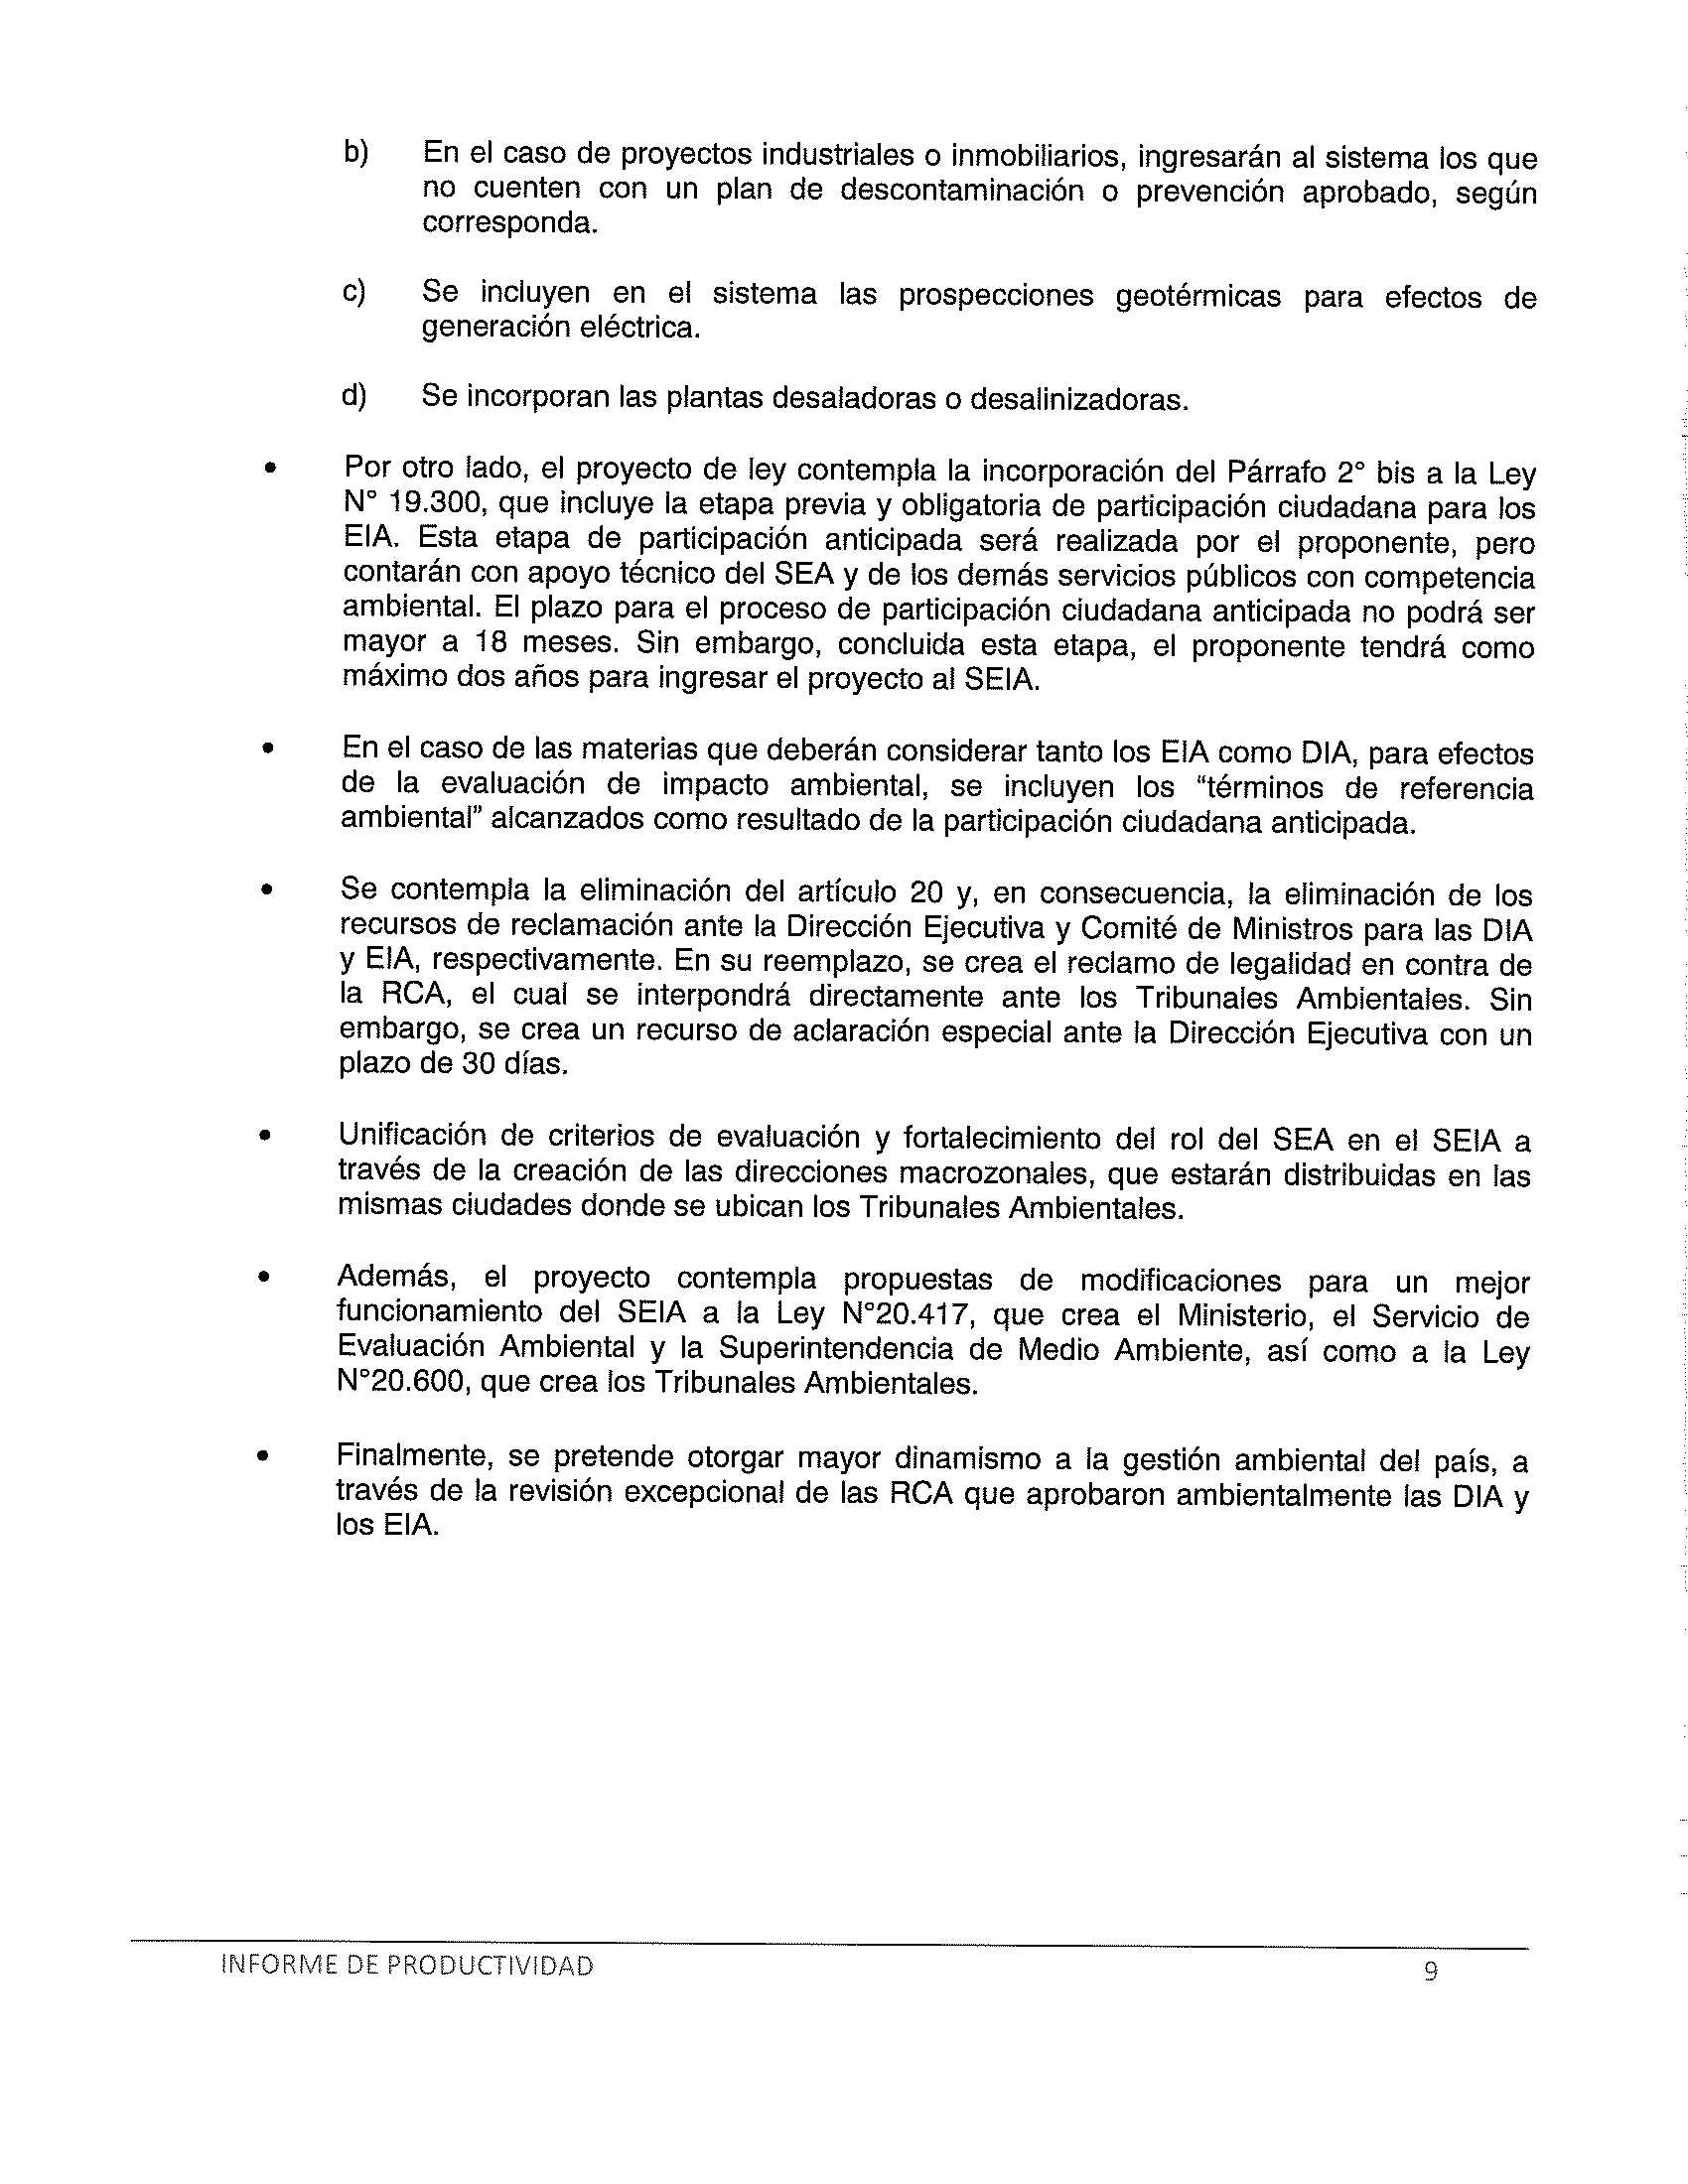 b) En el caso de proyectos industriales o inmobiliarios, ingresarán al sistema los que
no cuenten con un plan de descontaminación o prevención aprobado, según
corresponda.
c) Se incluyen en el sistema las prospecciones geotérmicas para efectos de
generación eléctrica.
d) Se incorporan las plantas desaladoras o desalinizadoras.
• Por otro lado, el proyecto de ley contempla la incorporación del Párrafo 2° bis a la Ley
N° 19.300, que incluye la etapa previa y obligatoria de participación ciudadana para los
EIA. Esta etapa de participación anticipada será realizada por el proponente, pero
contarán con apoyo técnico del SEA y de los demás servicios públicos con competencia
ambiental. El plazo para el proceso de participación ciudadana anticipada no podrá ser
mayor a 18 meses. Sin embargo, concluida esta etapa, el proponente tendrá como
máximo dos años para ingresar el proyecto al SEIA.
• En el caso de las materias que deberán considerar tanto los EIA como DIA, para efectos
de la evaluación de impacto ambiental, se incluyen los “términos de referencia
ambiental” alcanzados como resultado de la participación ciudadana anticipada.
• Se contempla la eliminación del artículo 20 y, en consecuencia, la eliminación de los
recursos de reclamación ante la Dirección Ejecutiva y Comité de Ministros para las DIA
y EIA, respectivamente. En su reemplazo, se crea el reclamo de legalidad en contra de
la RCA, el cual se interpondrá directamente ante los Tribunales Ambientales. Sin
embargo, se crea un recurso de aclaración especial ante la Dirección Ejecutiva con un
plazo de 30 días.
• Unificación de criterios de evaluación y fortalecimiento del rol del SEA en el SEIA a
través de la creación de las direcciones macrozonales, que estarán distribuidas en las
mismas ciudades donde se ubican los Tribunales Ambientales.
• Además, el proyecto contempla propuestas de modificaciones para un mejor
funcionamiento del SEIA a la Ley N°20.417, que crea el Ministerio, el Servicio de
Evaluación Ambiental y la Superintendencia de Medio Ambiente, así como a la Ley
N°20.600, que crea los Tribunales Ambientales.
• Finalmente, se pretende otorgar mayor dinamismo a la gestión ambiental del país, a
través de la revisión excepcional de las RCA que aprobaron ambientalmente las DIA y
los EIA.
INFORME DE PRODUCTIVIDAD 9